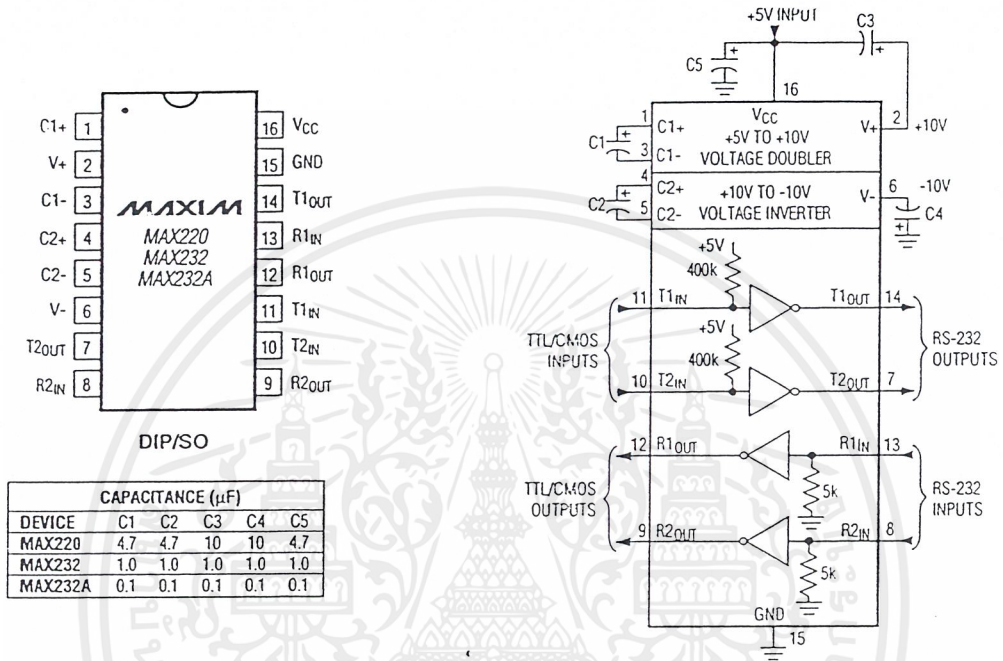 C1+ 1
V+ 2
C1- 3
C2+ 4
C2- 5
V- 6
T2OUT 7
R2IN 8
MAXIM
MAX220
MAX232
MAX232A
16 VCC
15 GND
14 T1OUT
13 R1IN
12 R1OUT
11 T1IN
10 T2IN
9 R2OUT
DIP/SO
CAPACITANCE (μF)
DEVICE C1 C2 C3 C4 C5
MAX220 4.7 4.7 10 10 4.7
MAX232 1.0 1.0 1.0 1.0 1.0
MAX232A 0.1 0.1 0.1 0.1 0.1
+5V INPUT
C3
+
+
C5
16
VCC
1 C1+ +5V TO +10V V+ 2 +10V
C1 +
3 C1- VOLTAGE DOUBLER
4 C2+ +10V TO -10V V- 6 -10V
C2 +
5 C2- VOLTAGE INVERTER
C4
+
+5V
400k
11 T1IN T1OUT 14
TTL/CMOS
INPUTS
+5V
400k
RS-232
OUTPUTS
10 T2IN T2OUT 7
12 R1OUT R1IN 13
5k
TTL/CMOS
OUTPUTS
RS-232
INPUTS
9 R2OUT R2IN 8
5k
GND
15